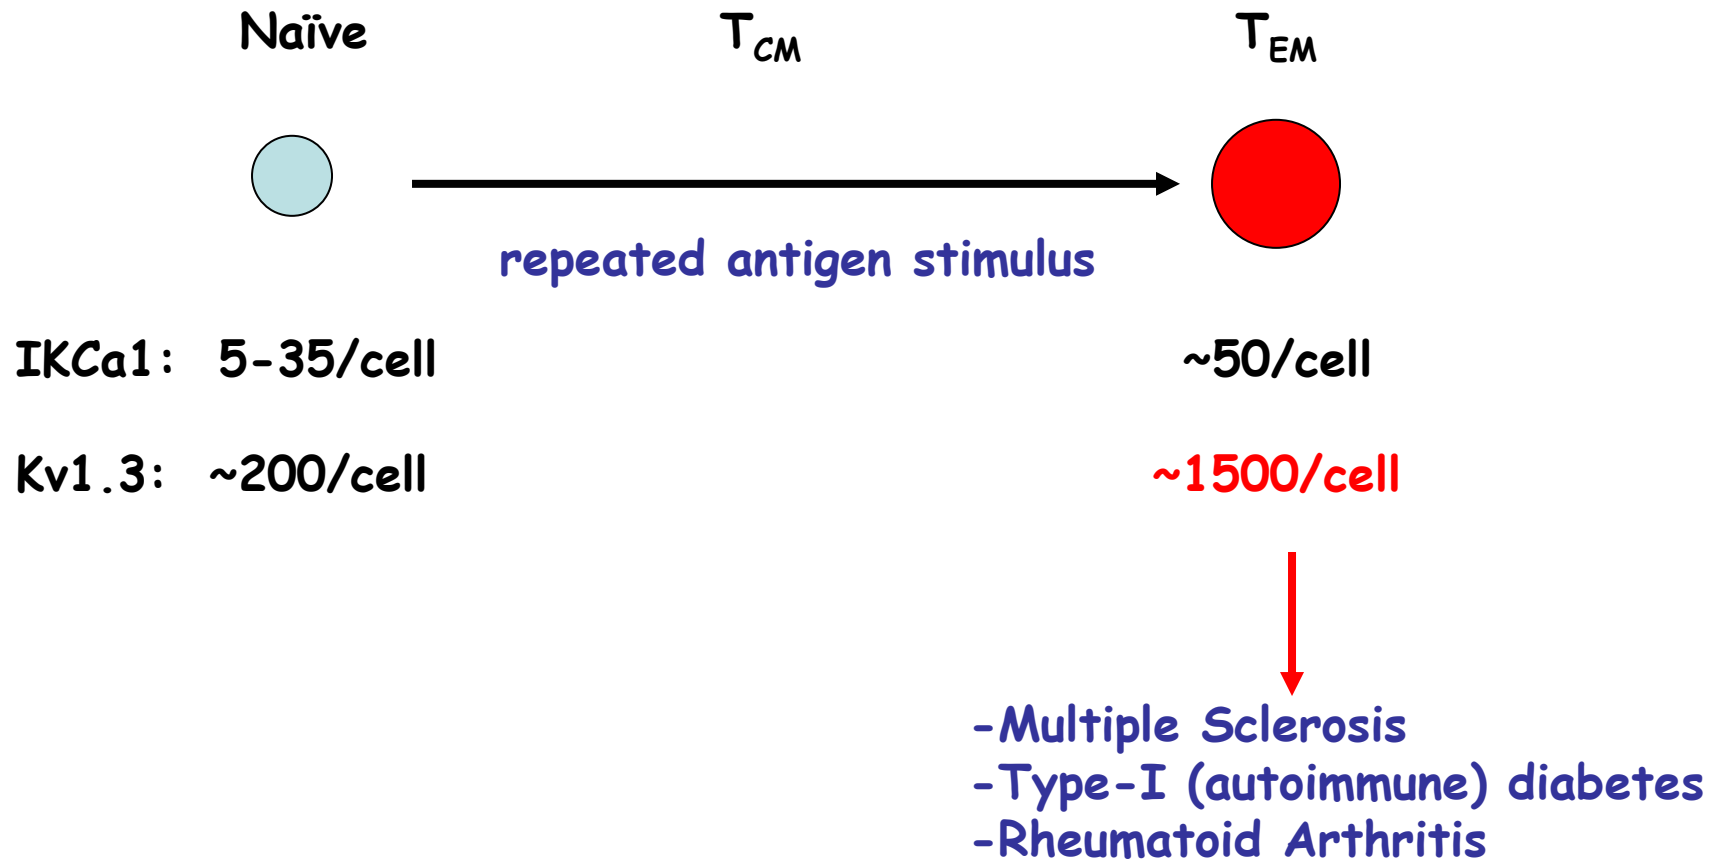 Naïve TCM TEM
repeated antigen stimulus
IKCa1: 5-35/cell ~50/cell
Kv1.3: ~200/cell ~1500/cell
-Multiple Sclerosis
-Type-I (autoimmune) diabetes
-Rheumatoid Arthritis